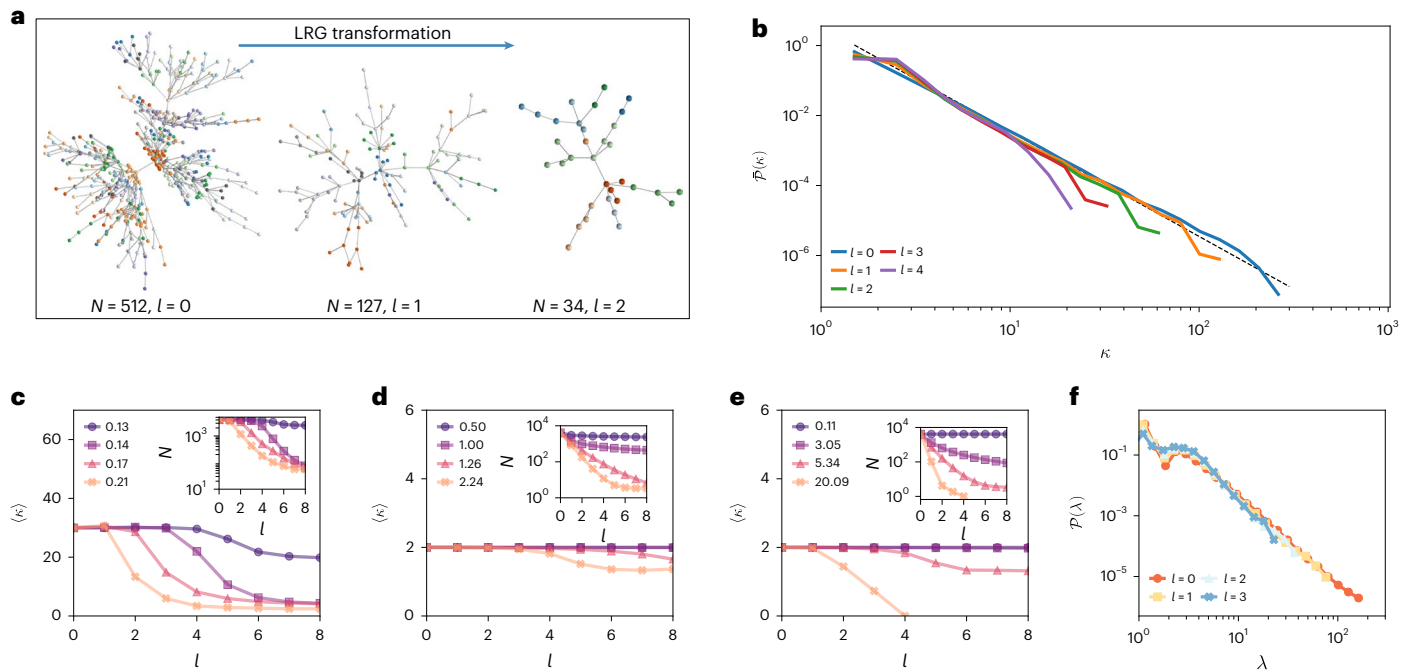 a
LRG transformation
N = 512, l = 0
N = 127, l = 1
N = 34, l = 2
b
10⁰
10⁻²
10⁻⁴
10⁻⁶
P̄(κ)
l = 0
l = 1
l = 2
l = 3
l = 4
10⁰
10¹
10²
10³
κ
c
60
40
20
0
⟨κ⟩
0.13
0.14
0.17
0.21
10³
10¹
N
0 2 4 6 8
l
0 2 4 6 8
l
d
6
4
2
0
⟨κ⟩
0.50
1.00
1.26
2.24
10⁴
10²
10⁰
N
0 2 4 6 8
l
0 2 4 6 8
l
e
6
4
2
0
⟨κ⟩
0.11
3.05
5.34
20.09
10⁴
10²
10⁰
N
0 2 4 6 8
l
0 2 4 6 8
l
f
10⁻¹
10⁻³
10⁻⁵
P(λ)
l = 0
l = 1
l = 2
l = 3
10⁰
10¹
10²
λ